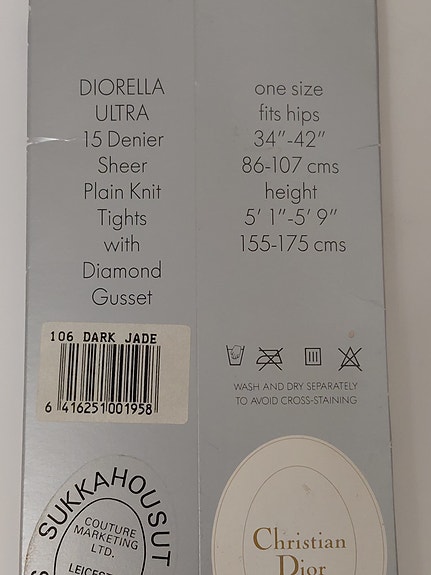 DIORELLA
ULTRA
15 Denier
Sheer
Plain Knit
Tights
with
Diamond
Gusset
one size
fits hips
34"-42"
86-107 cms
height
5' 1"-5' 9"
155-175 cms
106 DARK JADE
6 416251 001958
WASH AND DRY SEPARATELY
TO AVOID CROSS-STAINING
SUKKAHOUSUT
COUTURE
MARKETING
LTD.
Christian
Dior